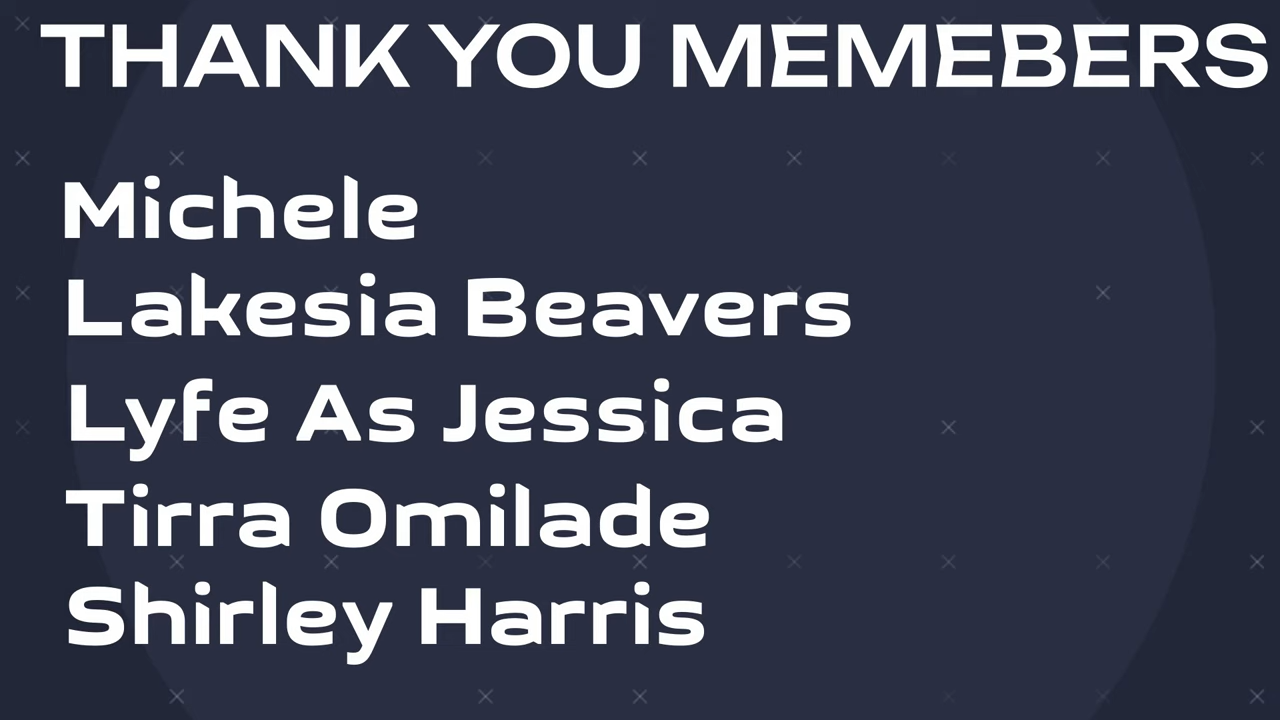 THANK YOU MEMEBERS
Michele
Lakesia Beavers
Lyfe As Jessica
Tirra Omilade
Shirley Harris